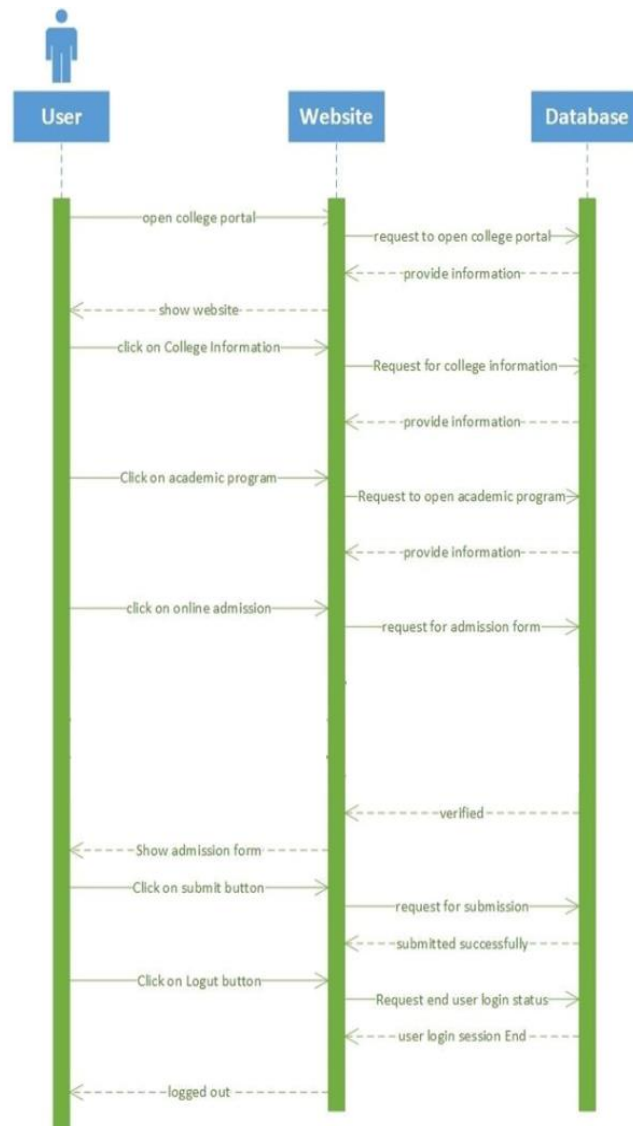 User
Website
Database
open college portal
request to open college portal
provide information
show website
click on College Information
Request for college information
provide information
Click on academic program
Request to open academic program
provide information
click on online admission
request for admission form
verified
Show admission form
Click on submit button
request for submission
submitted successfully
Click on Logut button
Request end user login status
user login session End
logged out